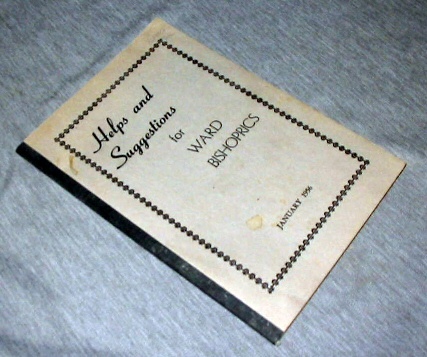 Helps and
Suggestions
for
WARD
BISHOPRICS
JANUARY 1956